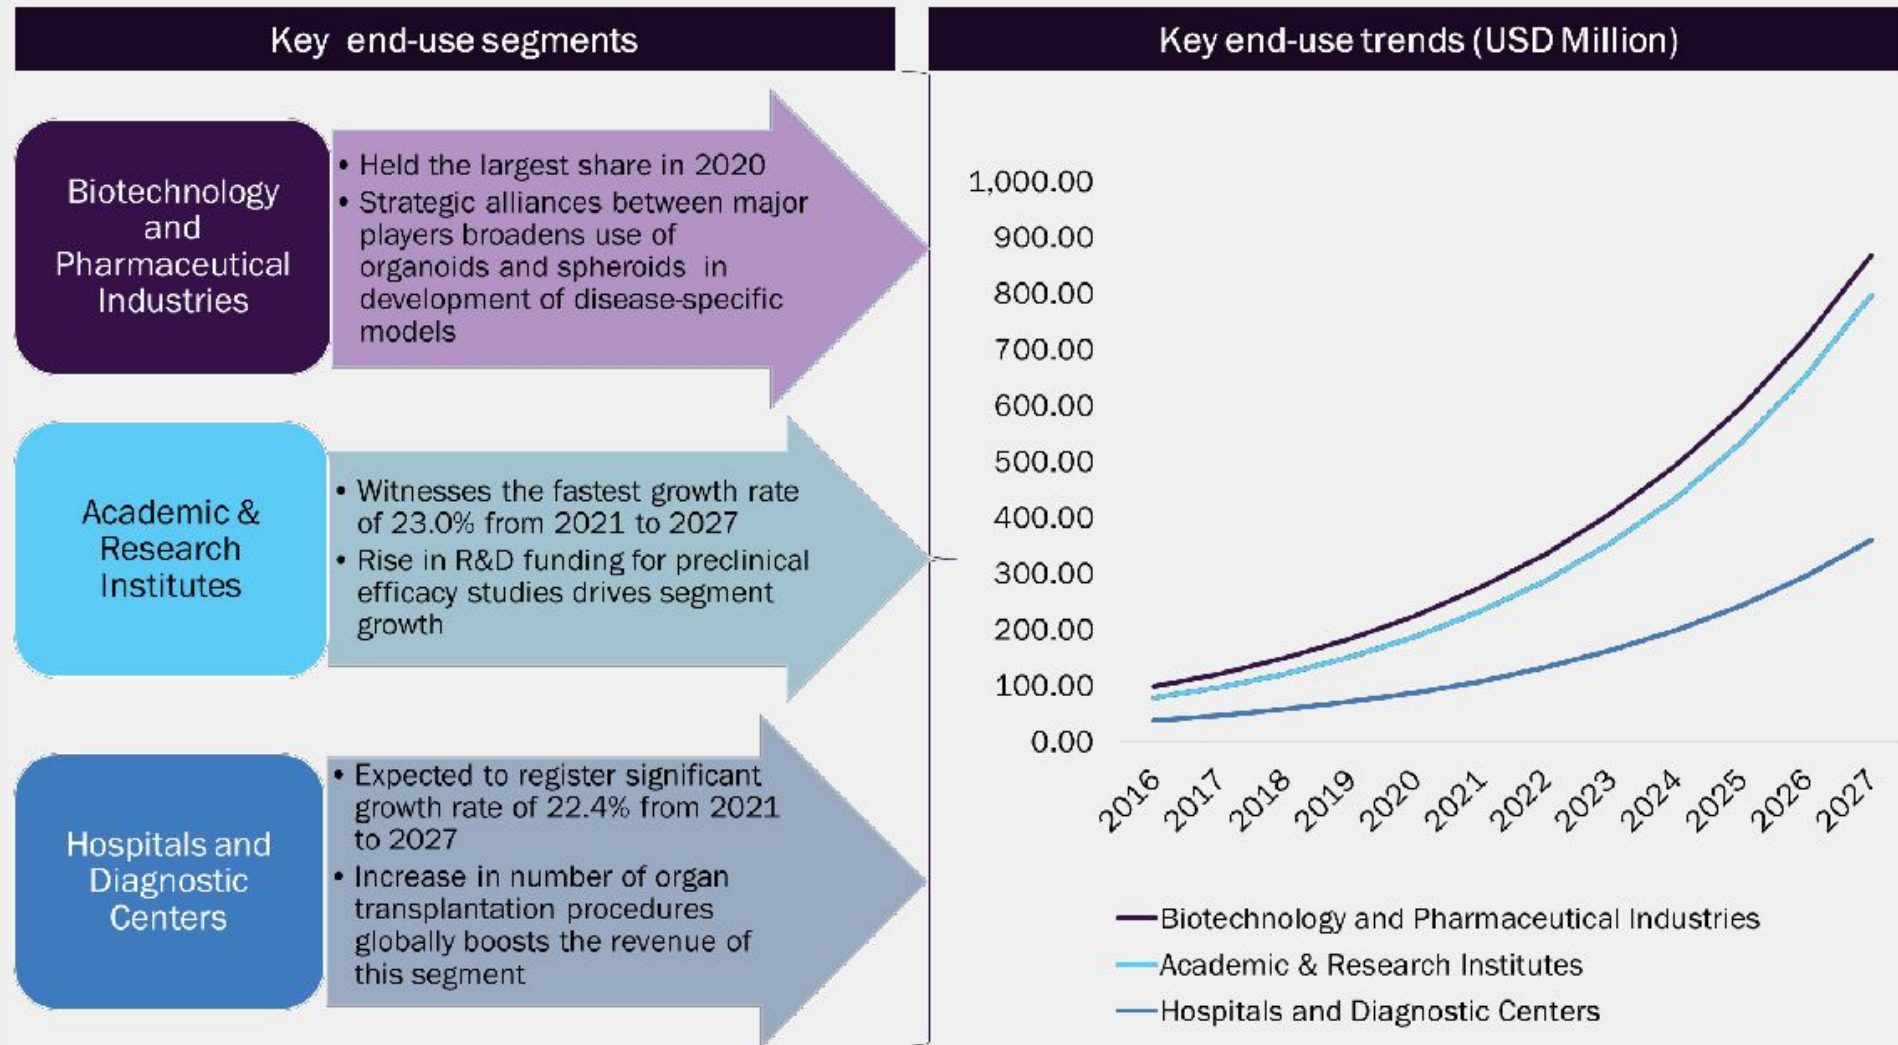 Key end-use segments
Key end-use trends (USD Million)
Biotechnology
and
Pharmaceutical
Industries
• Held the largest share in 2020
• Strategic alliances between major
players broadens use of
organoids and spheroids in
development of disease-specific
models
Academic &
Research
Institutes
• Witnesses the fastest growth rate
of 23.0% from 2021 to 2027
• Rise in R&D funding for preclinical
efficacy studies drives segment
growth
Hospitals and
Diagnostic
Centers
• Expected to register significant
growth rate of 22.4% from 2021
to 2027
• Increase in number of organ
transplantation procedures
globally boosts the revenue of
this segment
1,000.00
900.00
800.00
700.00
600.00
500.00
400.00
300.00
200.00
100.00
0.00
2016
2017
2018
2019
2020
2021
2022
2023
2024
2025
2026
2027
Biotechnology and Pharmaceutical Industries
Academic & Research Institutes
Hospitals and Diagnostic Centers